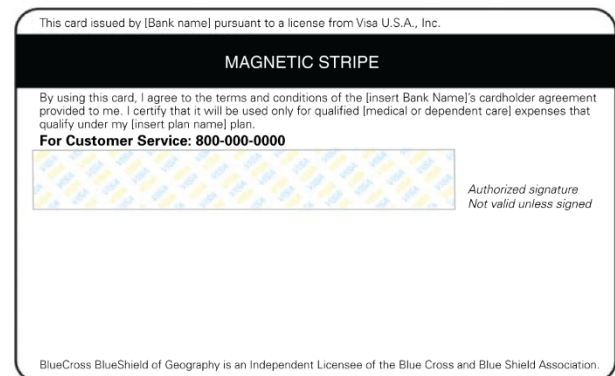 This card issued by [Bank name] pursuant to a license from Visa U.S.A., Inc.
MAGNETIC STRIPE
By using this card, I agree to the terms and conditions of the [insert Bank Name]'s cardholder agreement
provided to me. I certify that it will be used only for qualified [medical or dependent care] expenses that
qualify under my [insert plan name] plan.
For Customer Service: 800-000-0000
Authorized signature
Not valid unless signed
BlueCross BlueShield of Geography is an Independent Licensee of the Blue Cross and Blue Shield Association.